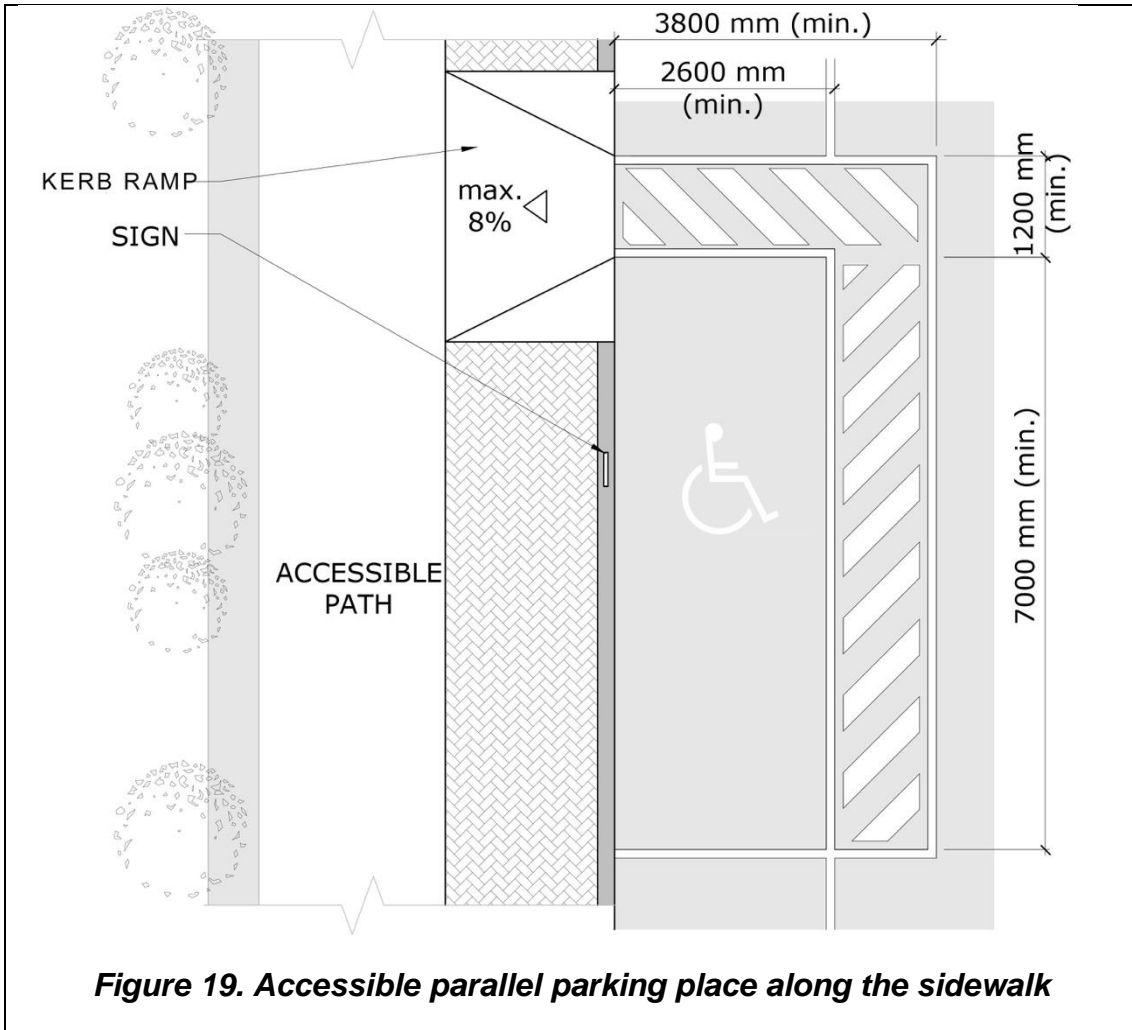 3800 mm (min.)
2600 mm
(min.)
KERB RAMP
max.
8%
SIGN
1200 mm
(min.)
ACCESSIBLE
PATH
7000 mm (min.)
Figure 19. Accessible parallel parking place along the sidewalk